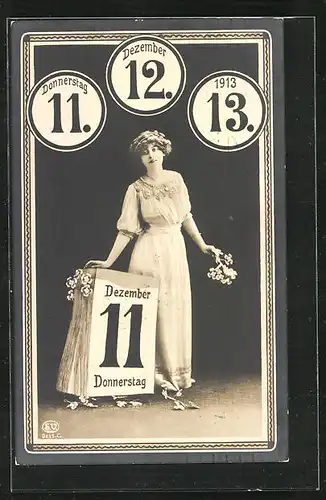 Donnerstag
11.
Dezember
12.
1913
13.
Dezember
11
Donnerstag